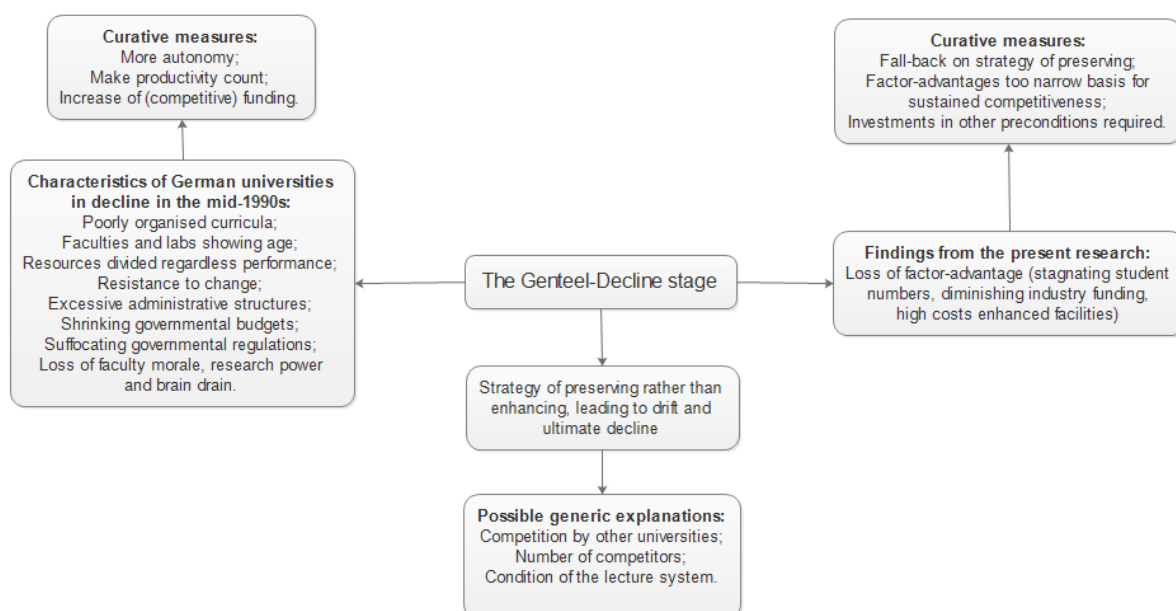 Curative measures:
More autonomy;
Make productivity count;
Increase of (competitive) funding.
Curative measures:
Fall-back on strategy of preserving;
Factor-advantages too narrow basis for
sustained competitiveness;
Investments in other preconditions required.
Characteristics of German universities
in decline in the mid-1990s:
Poorly organised curricula;
Faculties and labs showing age;
Resources divided regardless performance;
Resistance to change;
Excessive administrative structures;
Shrinking governmental budgets;
Suffocating governmental regulations;
Loss of faculty morale, research power
and brain drain.
The Genteel-Decline stage
Findings from the present research:
Loss of factor-advantage (stagnating student
numbers, diminishing industry funding,
high costs enhanced facilities)
Strategy of preserving rather than
enhancing, leading to drift and
ultimate decline
Possible generic explanations:
Competition by other universities;
Number of competitors;
Condition of the lecture system.